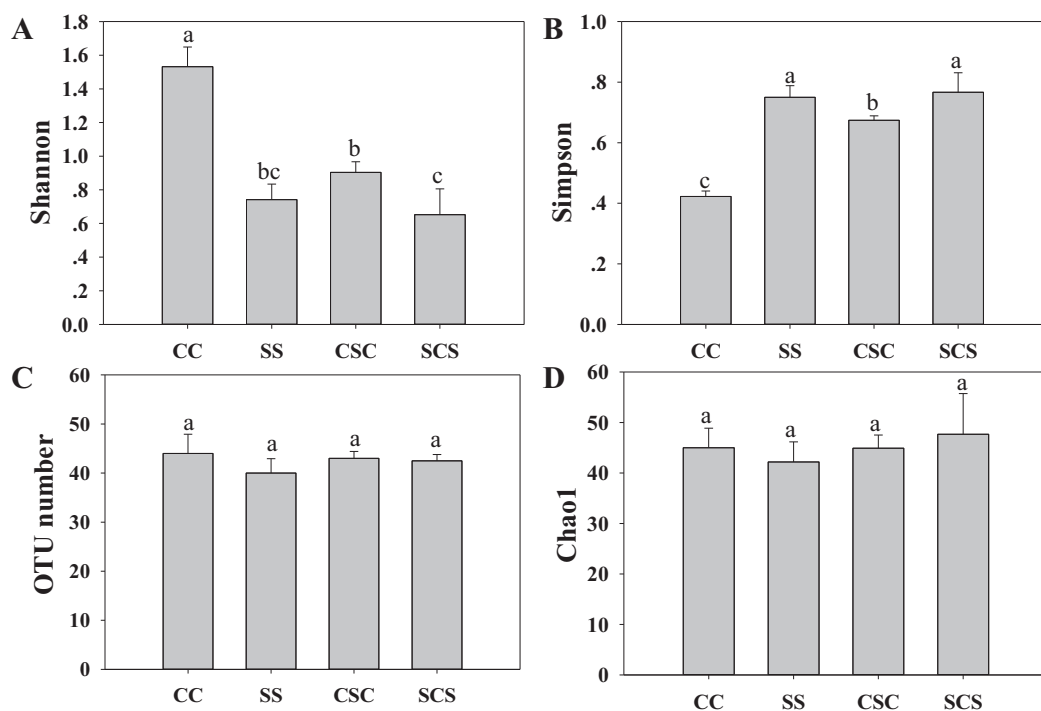 A
Shannon
1.8
1.6
1.4
1.2
1.0
.8
.6
.4
.2
0.0
a
bc
b
c
CC SS CSC SCS
B
Simpson
1.0
.8
.6
.4
.2
0.0
c
a
b
a
CC SS CSC SCS
C
OTU number
60
50
40
30
20
10
0
a
a
a
a
CC SS CSC SCS
D
Chao1
60
50
40
30
20
10
0
a
a
a
a
CC SS CSC SCS